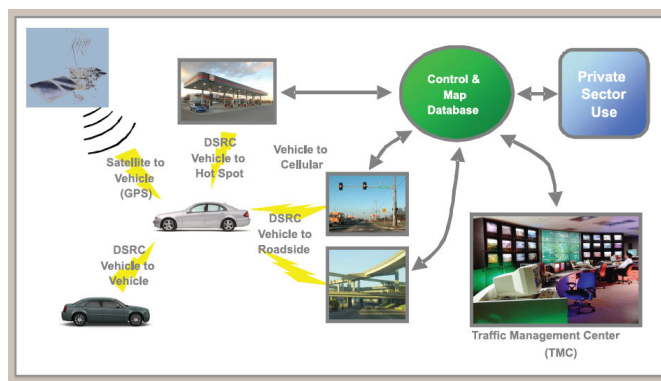 Control &
Map
Database
Private
Sector
Use
DSRC
Vehicle to
Hot Spot
Vehicle to
Cellular
Satellite to
Vehicle
(GPS)
DSRC
Vehicle to
Roadside
DSRC
Vehicle to
Vehicle
Traffic Management Center
(TMC)